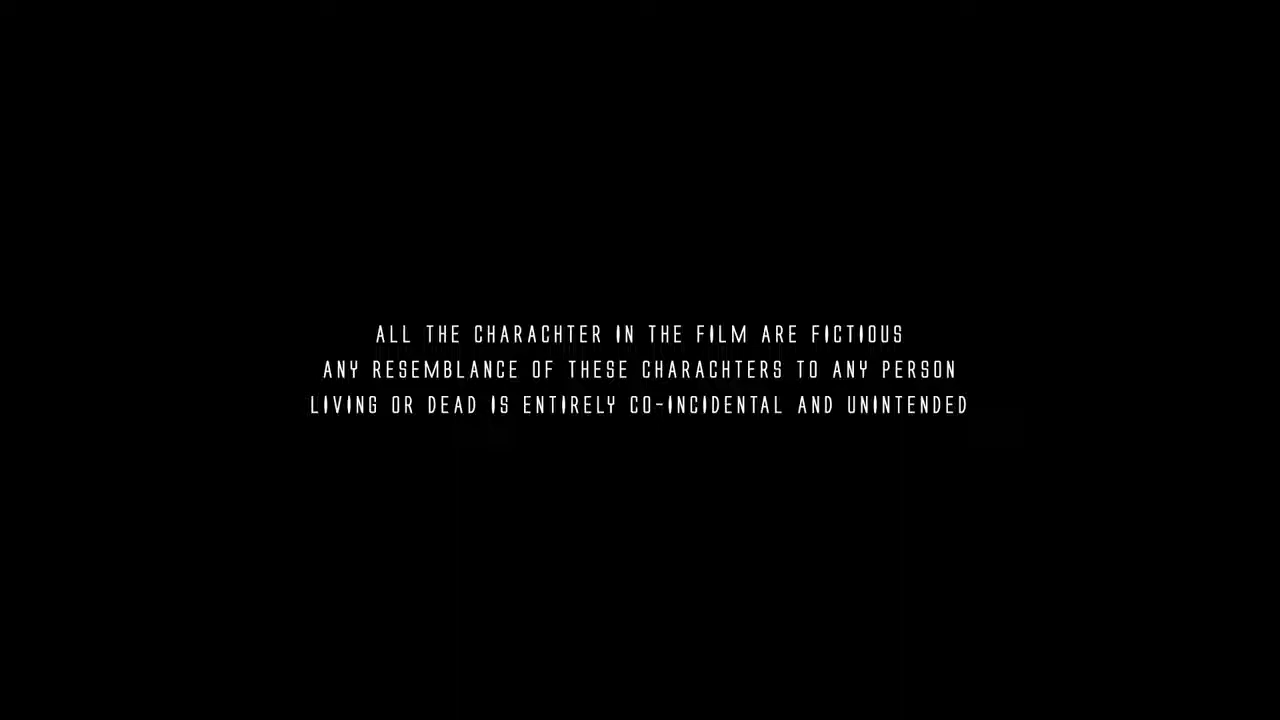 ALL THE CHARACHTER IN THE FILM ARE FICTIOUS
ANY RESEMBLANCE OF THESE CHARACHTERS TO ANY PERSON
LIVING OR DEAD IS ENTIRELY CO-INCIDENTAL AND UNINTENDED